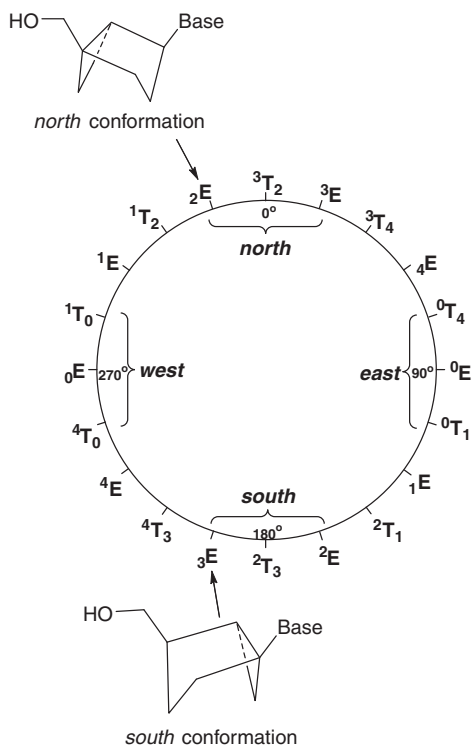 HO
Base
north conformation
³T₂
₂E
³E
0°
¹T₂
³T₄
north
¹E
₄E
¹T₀
⁰T₄
₀E
270°
west
east
90°
⁰E
⁴T₀
⁰T₁
⁴E
₁E
south
⁴T₃
²T₁
180°
₃E
²E
²T₃
HO
Base
south conformation